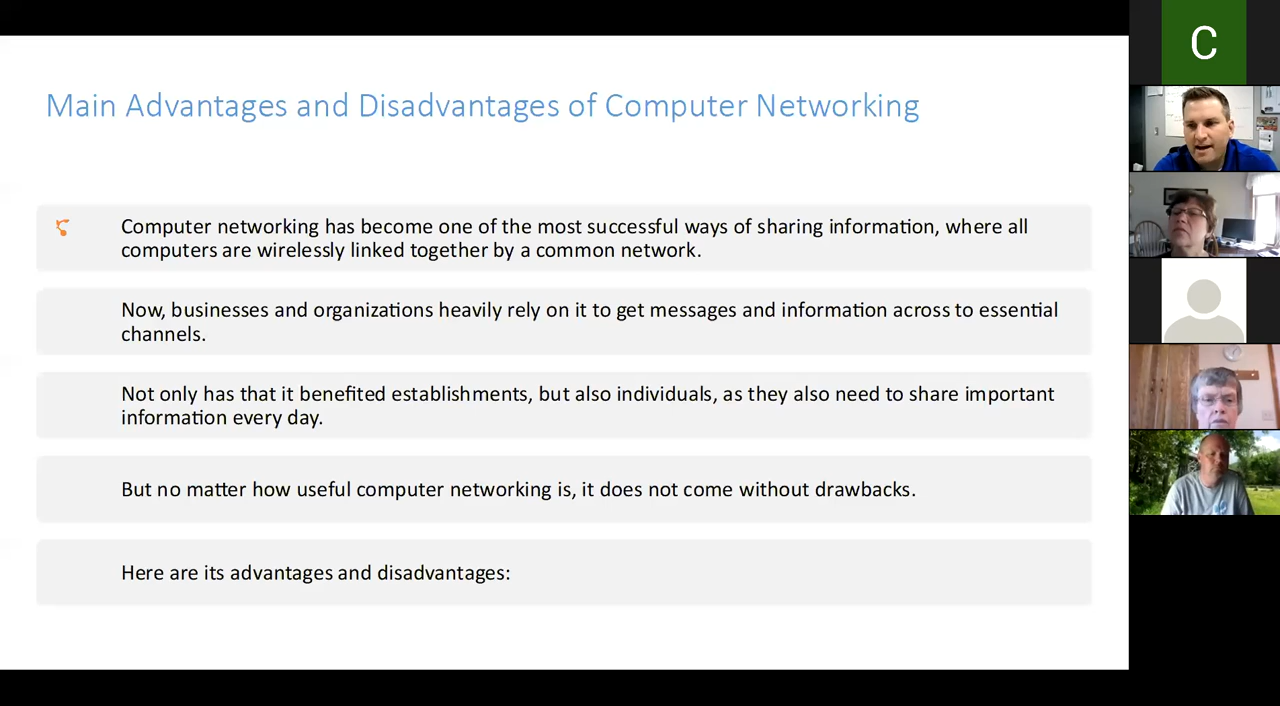 Main Advantages and Disadvantages of Computer Networking
C
Computer networking has become one of the most successful ways of sharing information, where all
computers are wirelessly linked together by a common network.
Now, businesses and organizations heavily rely on it to get messages and information across to essential
channels.
Not only has that it benefited establishments, but also individuals, as they also need to share important
information every day.
But no matter how useful computer networking is, it does not come without drawbacks.
Here are its advantages and disadvantages: